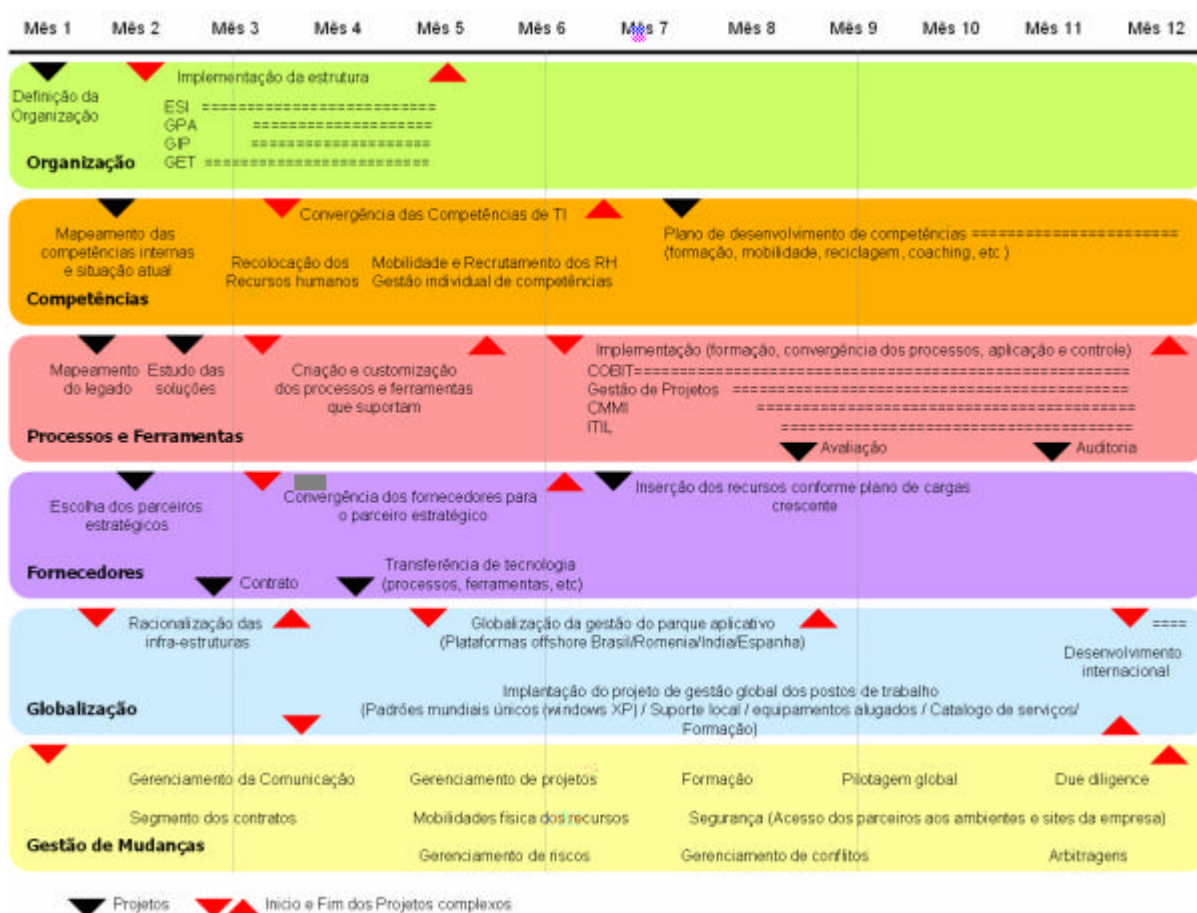 Mês 1 Mês 2 Mês 3 Mês 4 Mês 5 Mês 6 Mês 7 Mês 8 Mês 9 Mês 10 Mês 11 Mês 12
Implementação da estrutura
Definição da
Organização
ESI ==========================
GPA ====================
GIP ====================
GET =========================
Organização
Convergência das Competências de TI
Mapeamento das
competências internas
e situação atual
Recolocação dos
Recursos humanos
Mobilidade e Recrutamento dos RH
Gestão individual de competências
Plano de desenvolvimento de competências =======================
(formação, mobilidade, reciclagem, coaching, etc )
Competências
Mapeamento
do legado
Estudo das
soluções
Criação e customização
dos processos e ferramentas
que suportam
Implementação (formação, convergência dos processos, aplicação e controle)
COBIT=======================================================
Gestão de Projetos ============================================
CMMI ==========================================
ITIL =======================================
Avaliação
Auditoria
Processos e Ferramentas
Escolha dos parceiros
estratégicos
Convergência dos fornecedores para
o parceiro estratégico
Inserção dos recursos conforme plano de cargas
crescente
Contrato
Transferência de tecnologia
(processos, ferramentas, etc)
Fornecedores
Racionalização das
infra-estruturas
Globalização da gestão do parque aplicativo
(Plataformas offshore Brasil/Romenia/India/Espanha)
====
Desenvolvimento
internacional
Implantação do projeto de gestão global dos postos de trabalho
(Padrões mundiais únicos (windows XP) / Suporte local / equipamentos alugados / Catalogo de serviços/
Formação)
Globalização
Gerenciamento da Comunicação Gerenciamento de projetos Formação Pilotagem global Due diligence
Segmento dos contratos Mobilidades física dos recursos Segurança (Acesso dos parceiros aos ambientes e sites da empresa)
Gerenciamento de riscos Gerenciamento de conflitos Arbitragens
Gestão de Mudanças
Projetos Inicio e Fim dos Projetos complexos